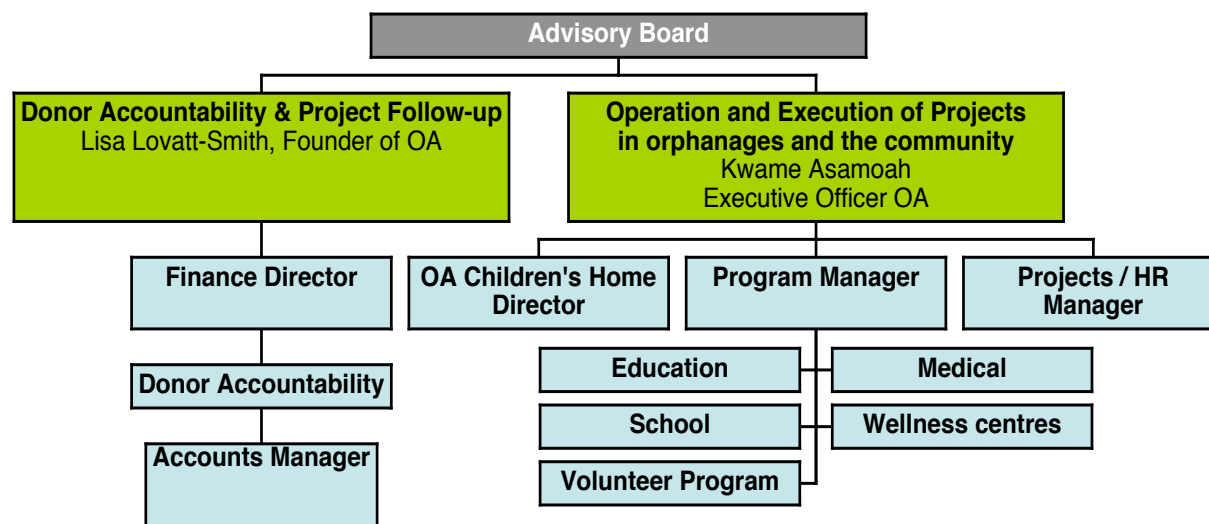 Advisory Board
Donor Accountability & Project Follow-up
Lisa Lovatt-Smith, Founder of OA
Operation and Execution of Projects
in orphanages and the community
Kwame Asamoah
Executive Officer OA
Finance Director
OA Children's Home
Director
Program Manager
Projects / HR
Manager
Donor Accountability
Education
Medical
School
Wellness centres
Accounts Manager
Volunteer Program